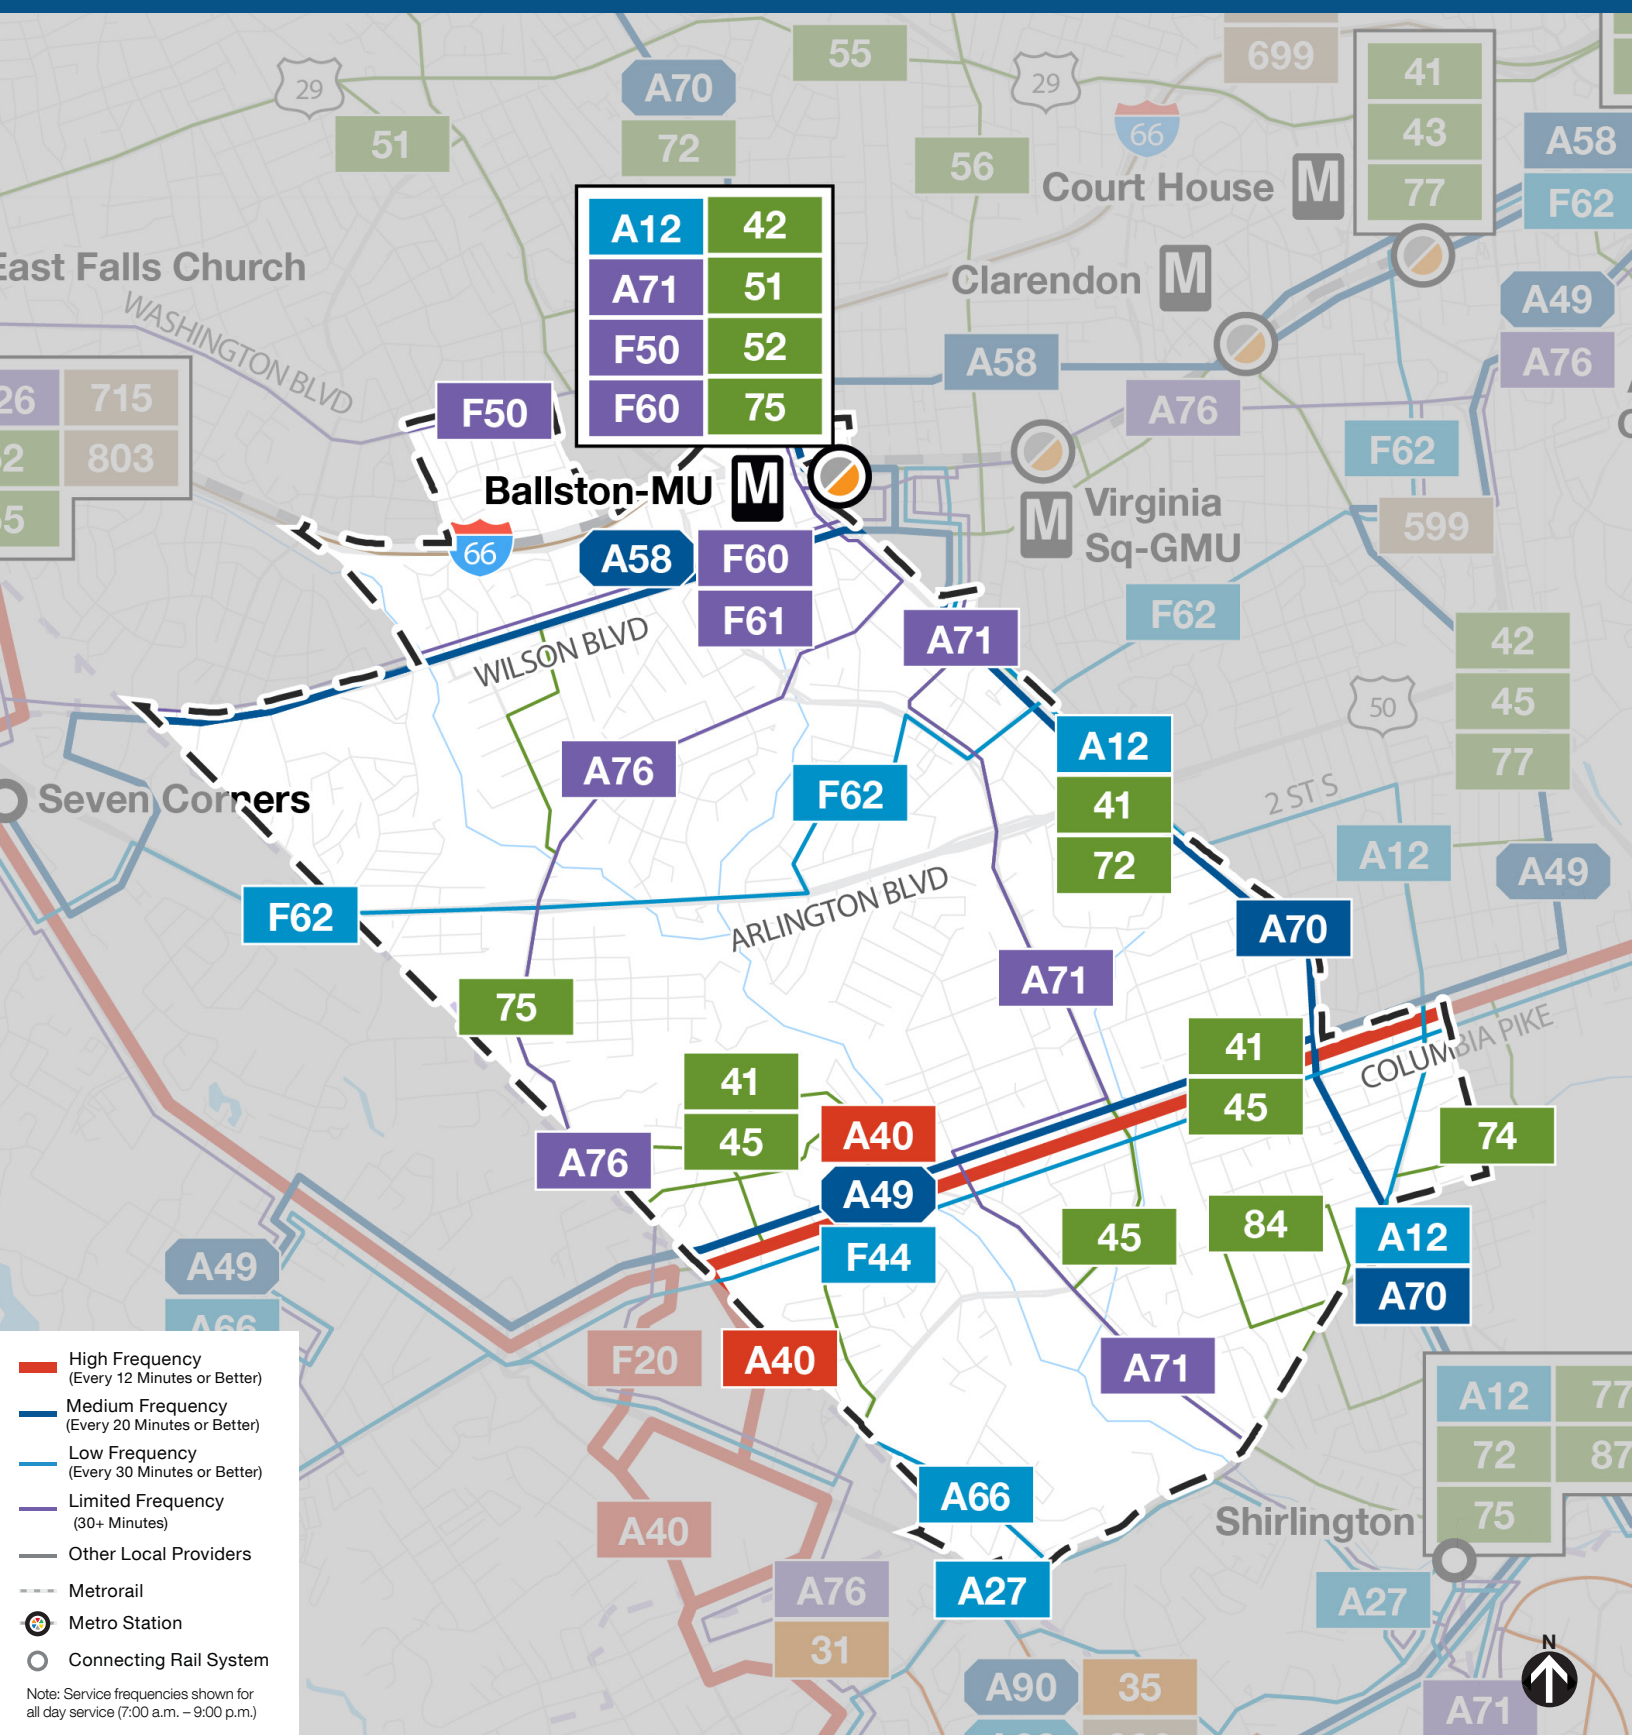 55
699
29
A70
29
41
66
43
A58
51
72
56
Court House M
77
F62
A12 42
East Falls Church
Clarendon M
A71 51
A49
WASHINGTON BLVD
F50 52
A58
A76
26 715
F50
F60 75
A76
803
F62
Ballston-MU M
Virginia
Sq-GMU
M
599
66
A58 F60
F61
F62
A71
42
WILSON BLVD
45
50
77
A12
A76
F62
41
2 ST S
Seven Corners
72
A12
A49
F62
ARLINGTON BLVD
A70
A71
75
41
45
COLUMBIA PIKE
41
45
A40
74
A76
A49
45
84
A12
F44
A49
A70
A66
F20
A40
A71
High Frequency
(Every 12 Minutes or Better)
Medium Frequency
(Every 20 Minutes or Better)
Low Frequency
(Every 30 Minutes or Better)
Limited Frequency
(30+ Minutes)
Other Local Providers
Metrorail
Metro Station
Connecting Rail System
Note: Service frequencies shown for
all day service (7:00 a.m. – 9:00 p.m.)
A12 77
72 87
75
A66
Shirlington
A40
A76
A27
A27
31
N
A90 35
A71